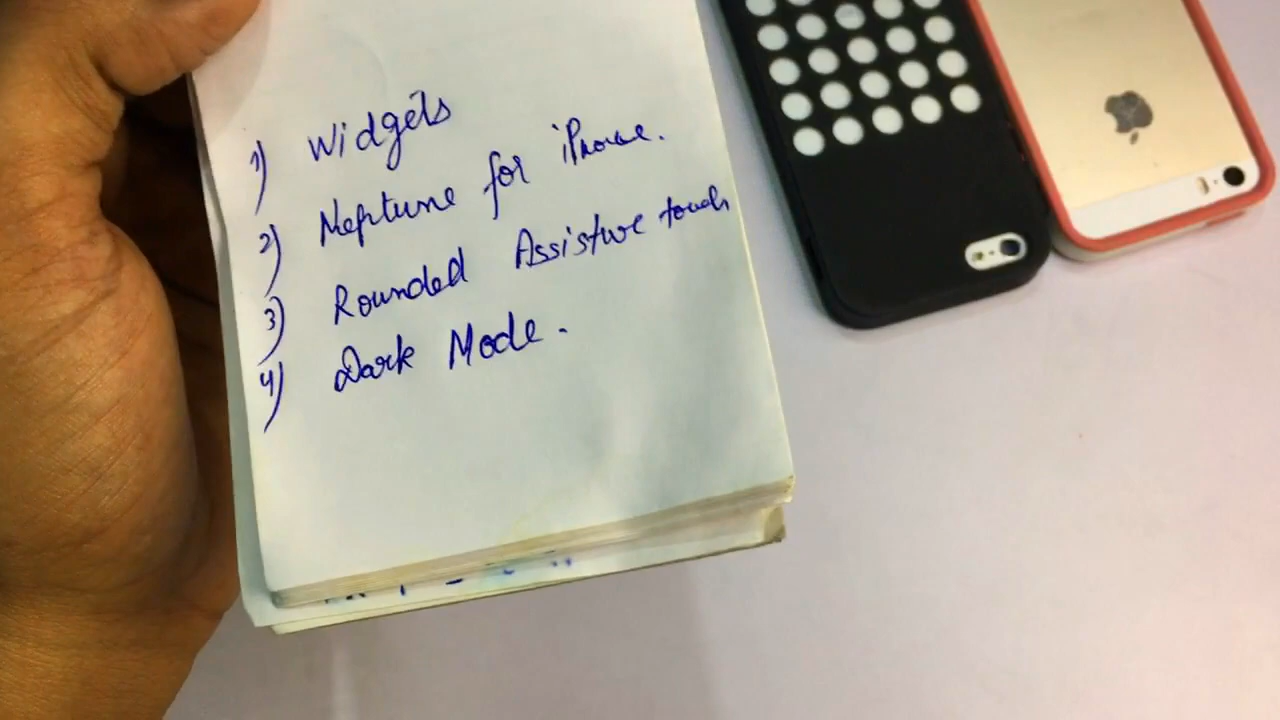 1) Widgets
2) Neptune for iPhone.
3) Rounded Assistive touch
4) Dark Mode.